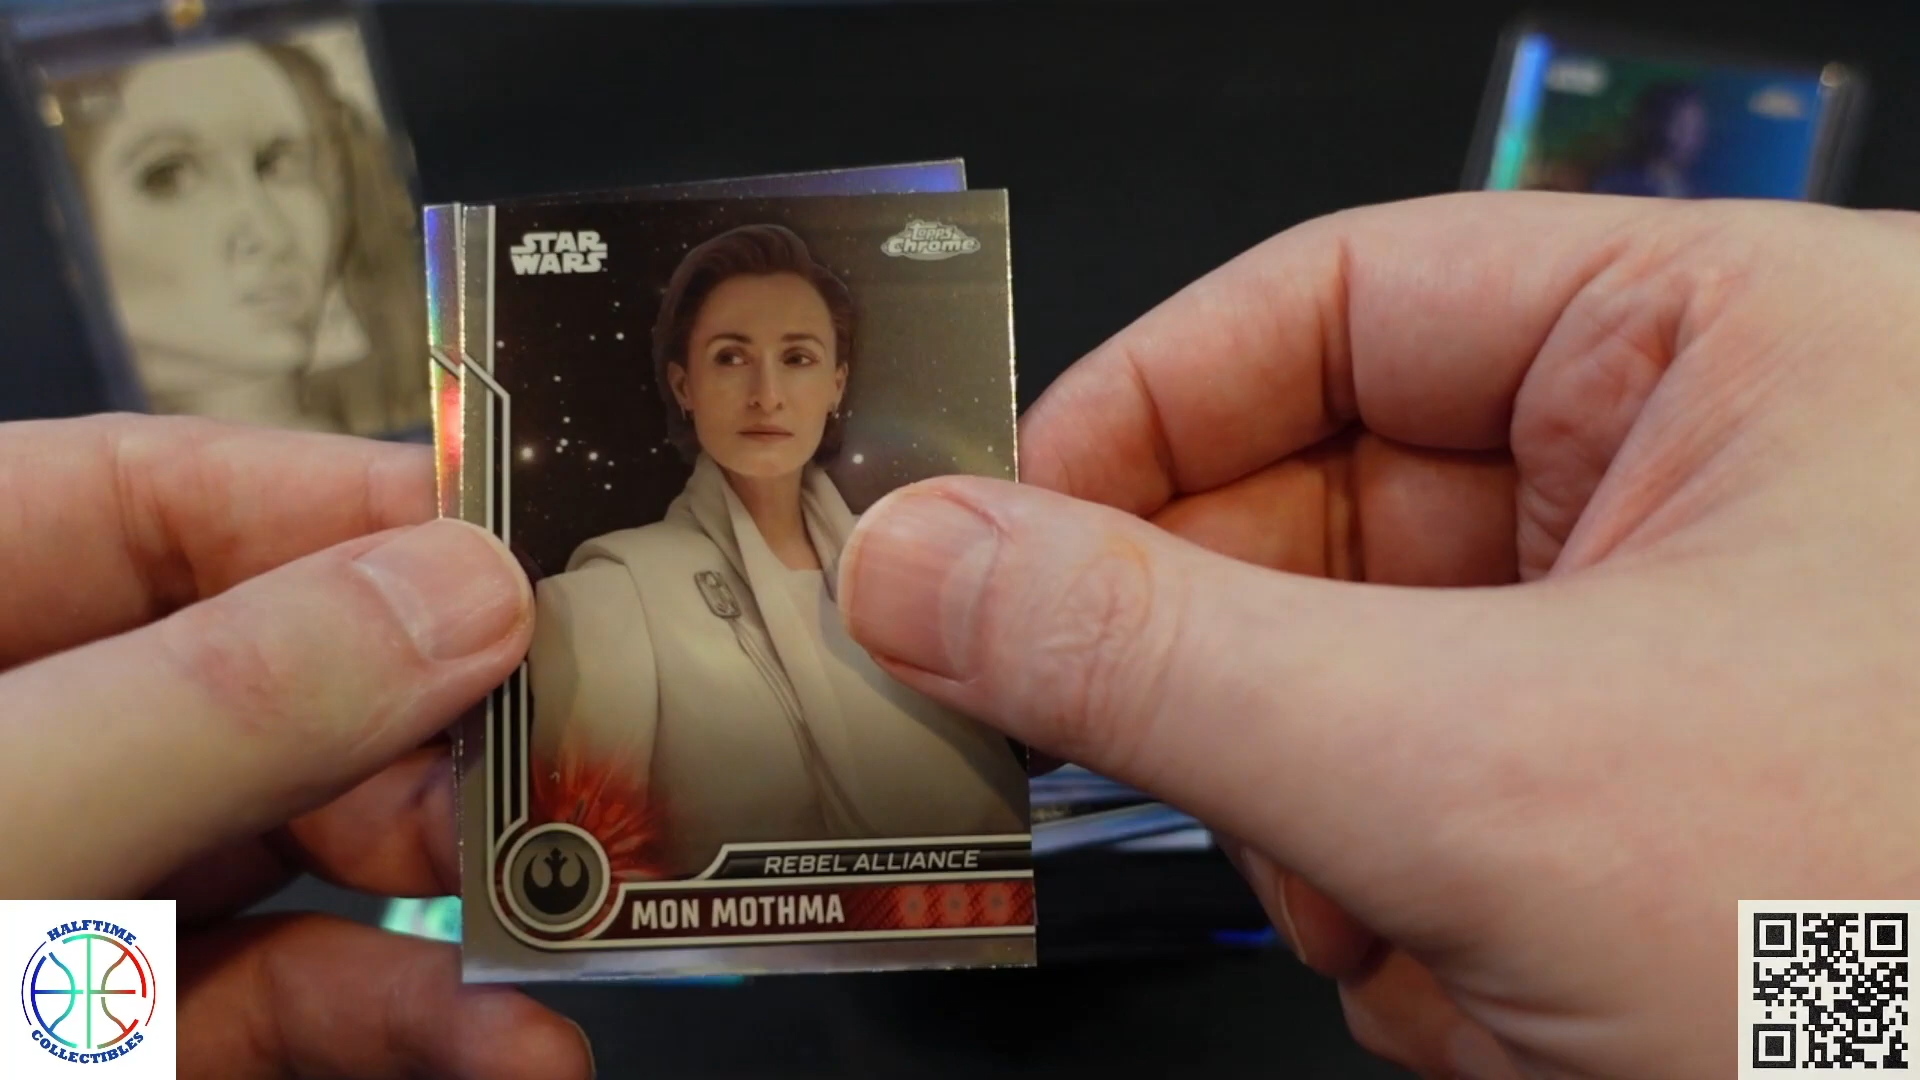 STAR
WARS
Topps
Chrome
REBEL ALLIANCE
MON MOTHMA
HALFTIME
COLLECTIBLES